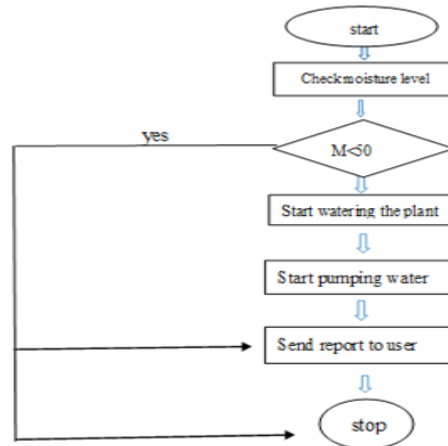 start
Check moisture level
yes
M<50
Start watering the plant
Start pumping water
Send report to user
stop